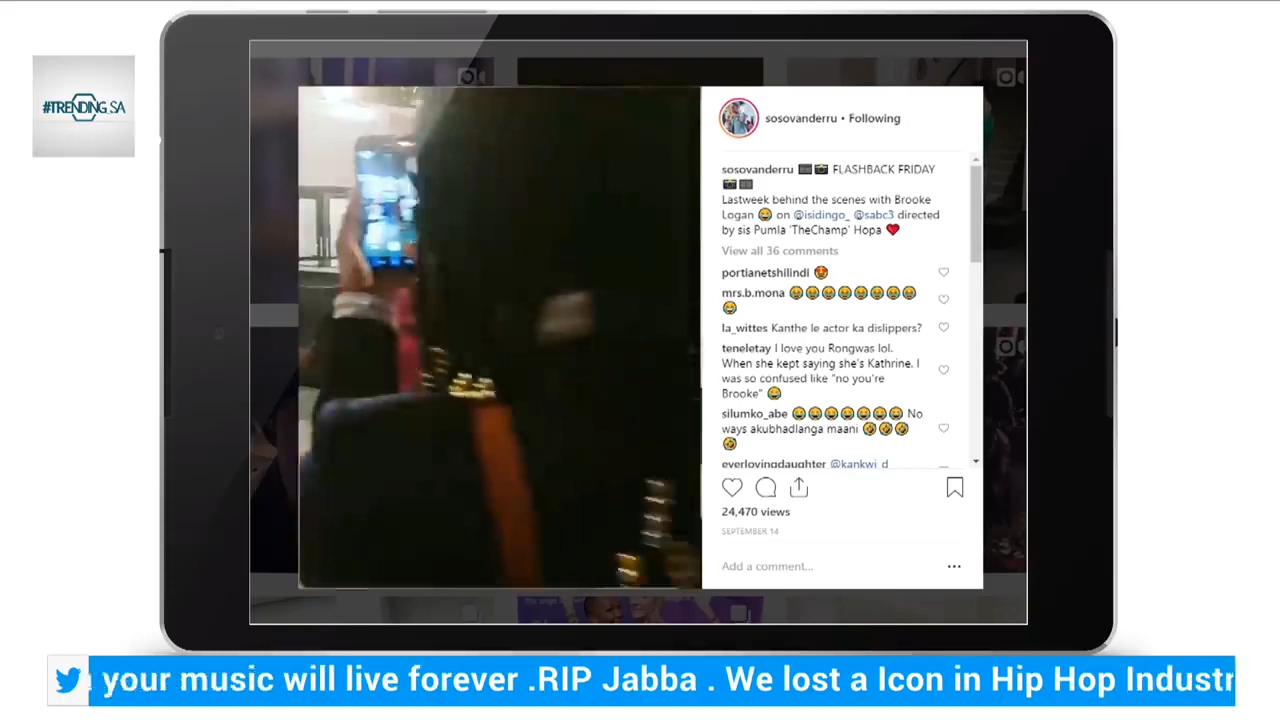 #TRENDING_SA
sosovanderru • Following
sosovanderru 📷 FLASHBACK FRIDAY
Lastweek behind the scenes with Brooke
Logan 😂 on @isidingo_ @sabc3 directed
by sis Pumla 'TheChamp' Hopa ❤
View all 36 comments
portianetshilindi 😍
mrs.b.mona 😭😭😭😭😭😭😭😭
😂
la_wittes Kanthe le actor ka dislippers?
teneletay I love you Rongwas lol.
When she kept saying she's Kathrine. I
was so confused like "no you're
Brooke" 😂
silumko_abe 😂😂😂😂😂😂😂 No
ways akubhadlanga maani 🤣🤣🤣
🤣
everlovingdaughter @kankwi_d
24,470 views
SEPTEMBER 14
Add a comment...
your music will live forever .RIP Jabba . We lost a Icon in Hip Hop Industr